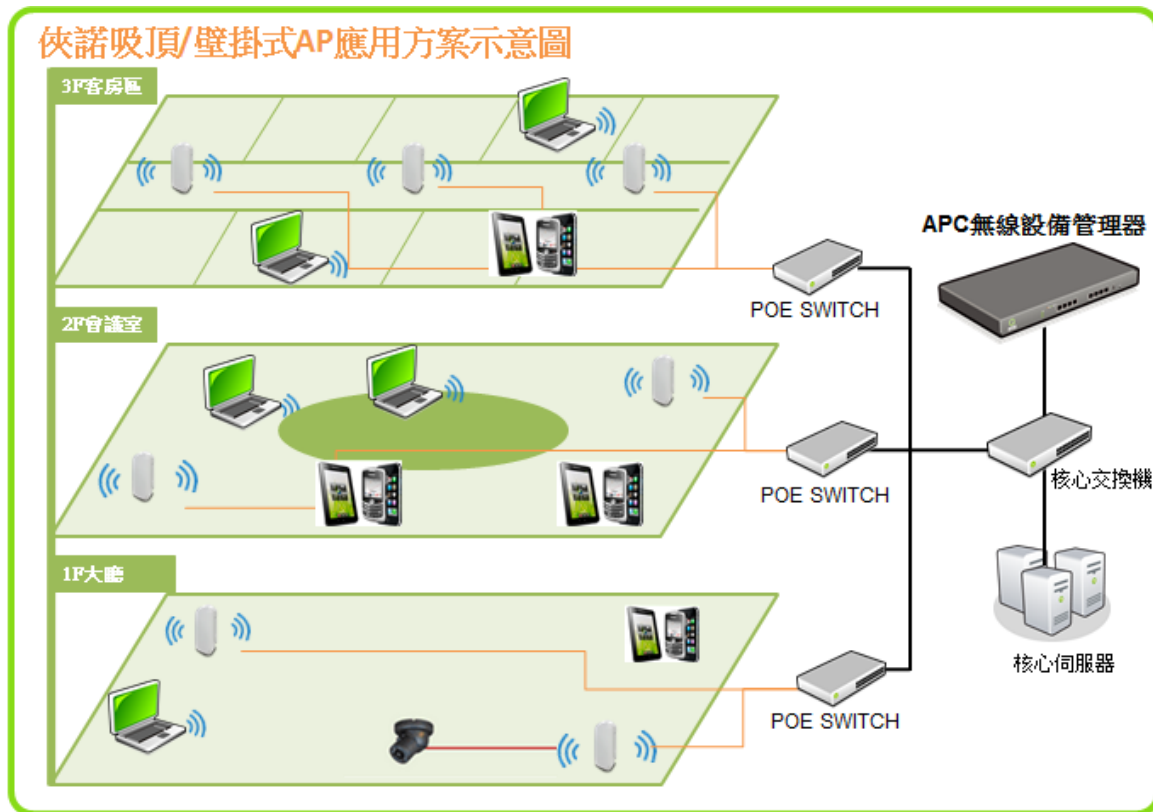 俠諾吸頂/壁掛式AP應用方案示意圖
3F客房區
APC無線設備管理器
POE SWITCH
2F會議室
POE SWITCH
核心交換機
1F大廳
核心伺服器
POE SWITCH